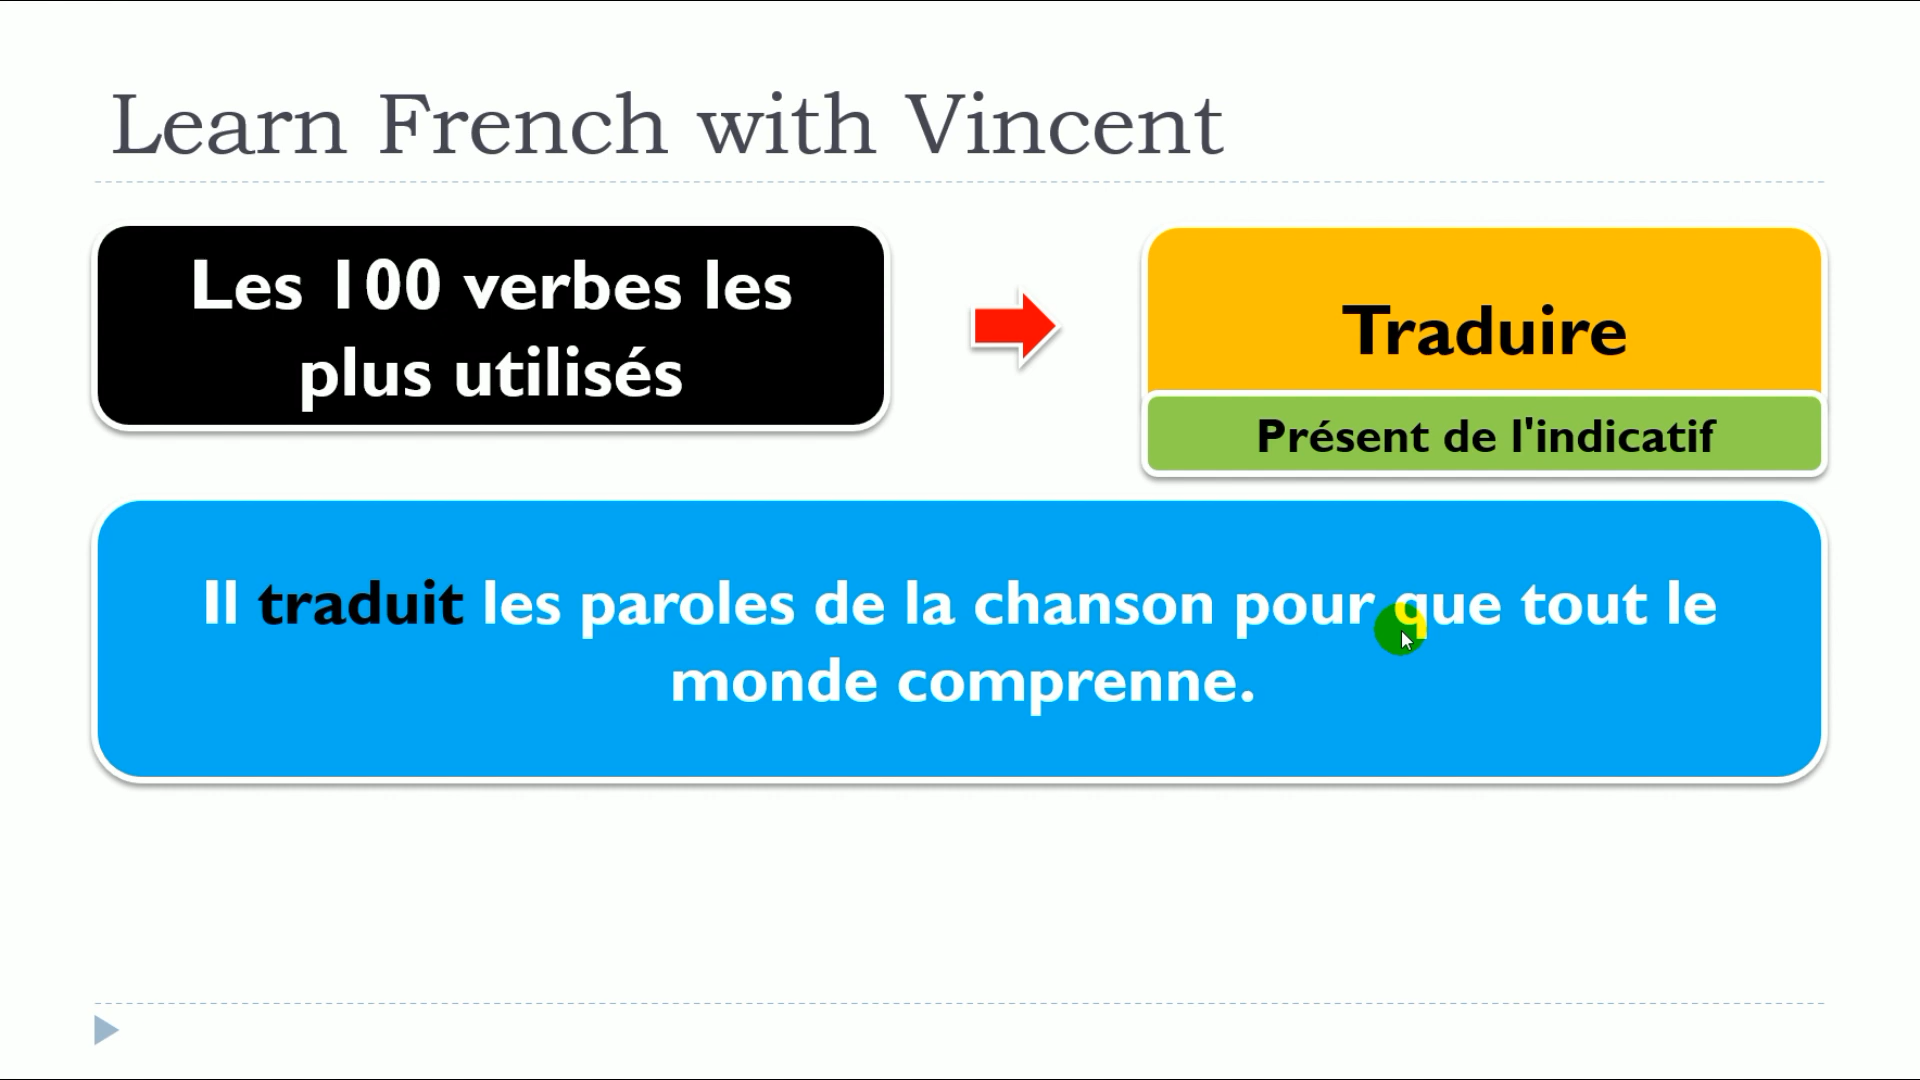 Learn French with Vincent
Les 100 verbes les
plus utilisés
Traduire
Présent de l'indicatif
Il traduit les paroles de la chanson pour que tout le
monde comprenne.